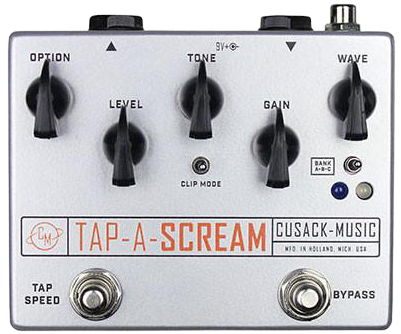 9V+
OPTION
TONE
WAVE
LEVEL
GAIN
BANK
A-B-C
CLIP MODE
CM
TAP-A-SCREAM
CUSACK-MUSIC
MFD. IN HOLLAND, MICH. USA
TAP
SPEED
BYPASS